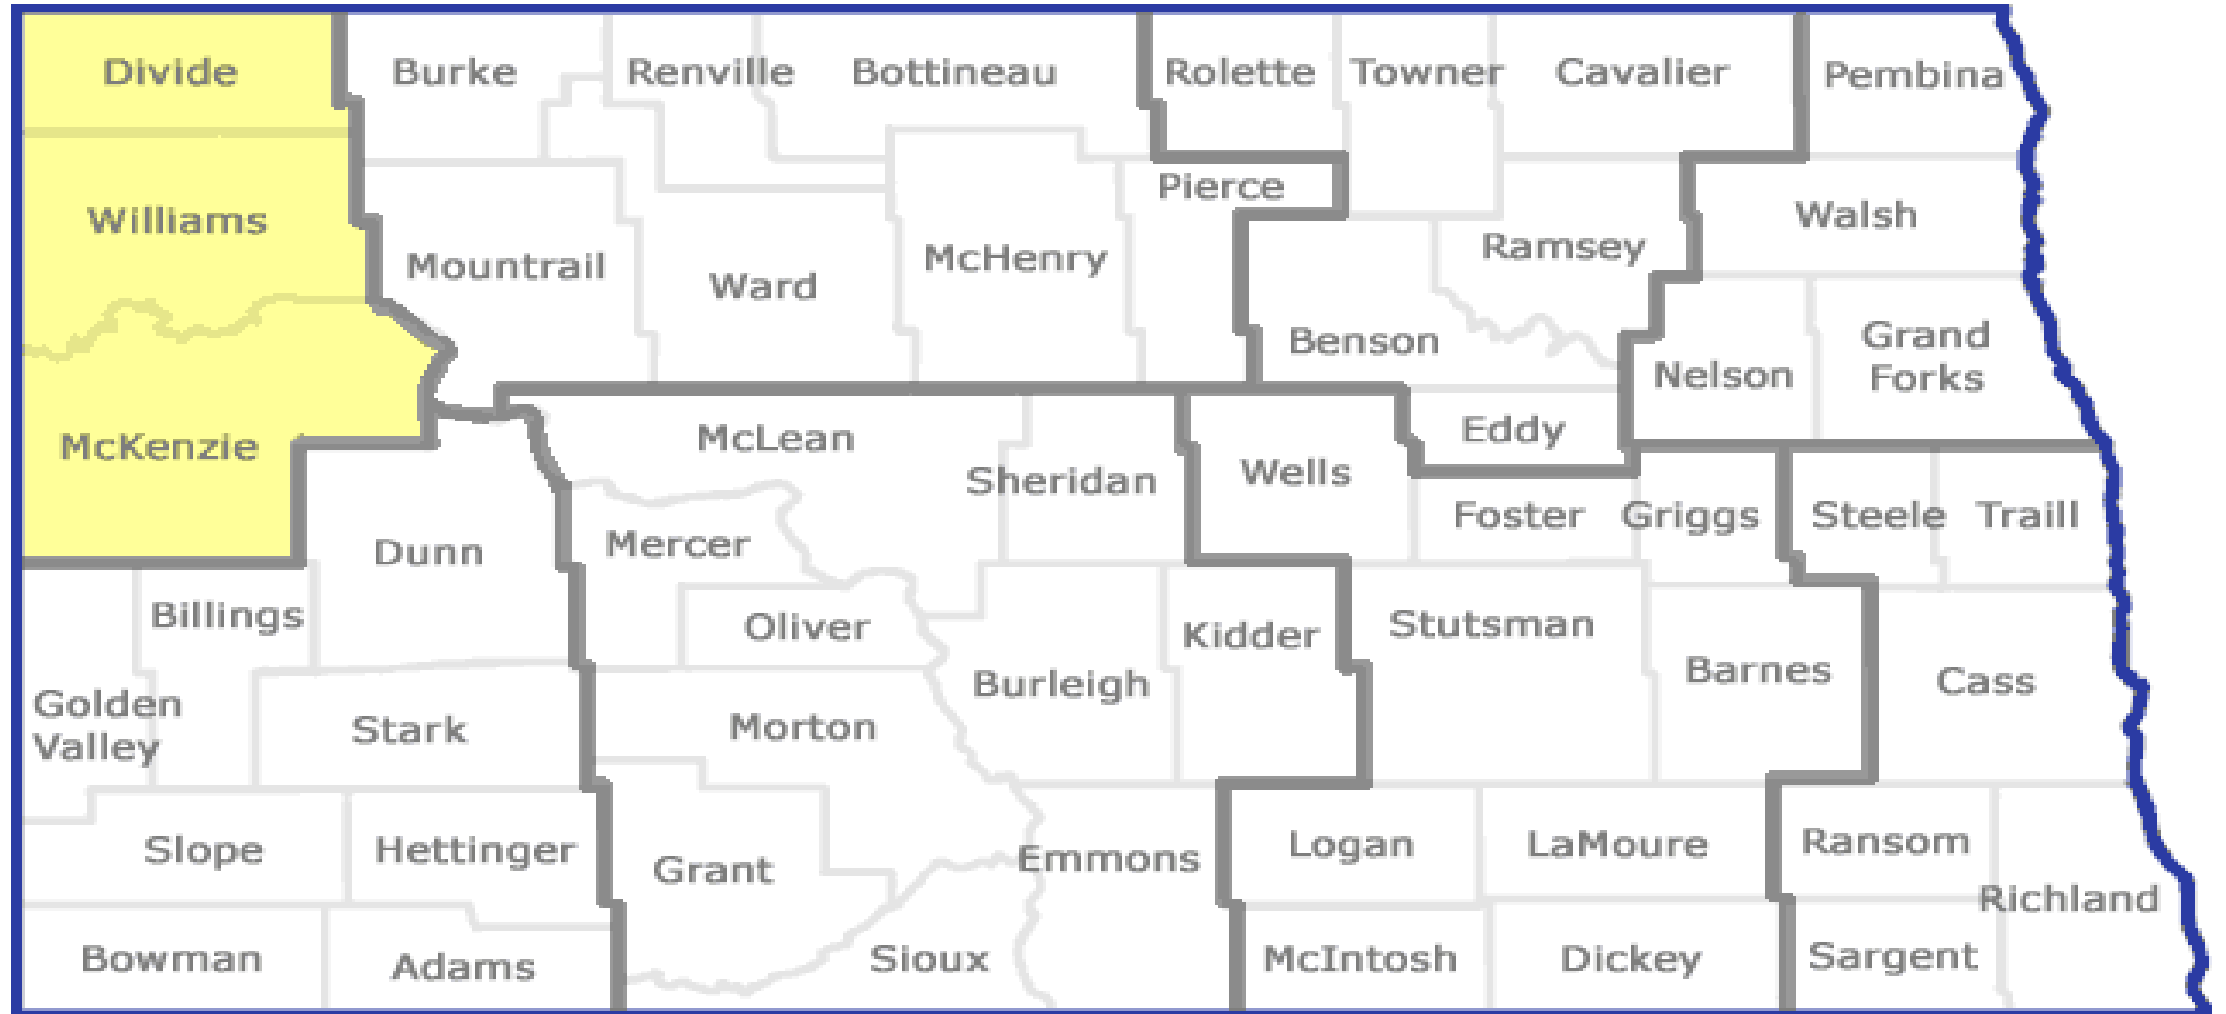 Divide
Burke
Renville
Bottineau
Rolette
Towner
Cavalier
Pembina
Williams
Mountrail
Ward
McHenry
Pierce
Ramsey
Walsh
Benson
Nelson
Grand
Forks
McKenzie
McLean
Sheridan
Wells
Eddy
Foster
Griggs
Steele
Traill
Dunn
Mercer
Billings
Oliver
Burleigh
Kidder
Stutsman
Barnes
Cass
Golden
Valley
Stark
Morton
Slope
Hettinger
Grant
Emmons
Logan
LaMoure
Ransom
Richland
Bowman
Adams
Sioux
McIntosh
Dickey
Sargent